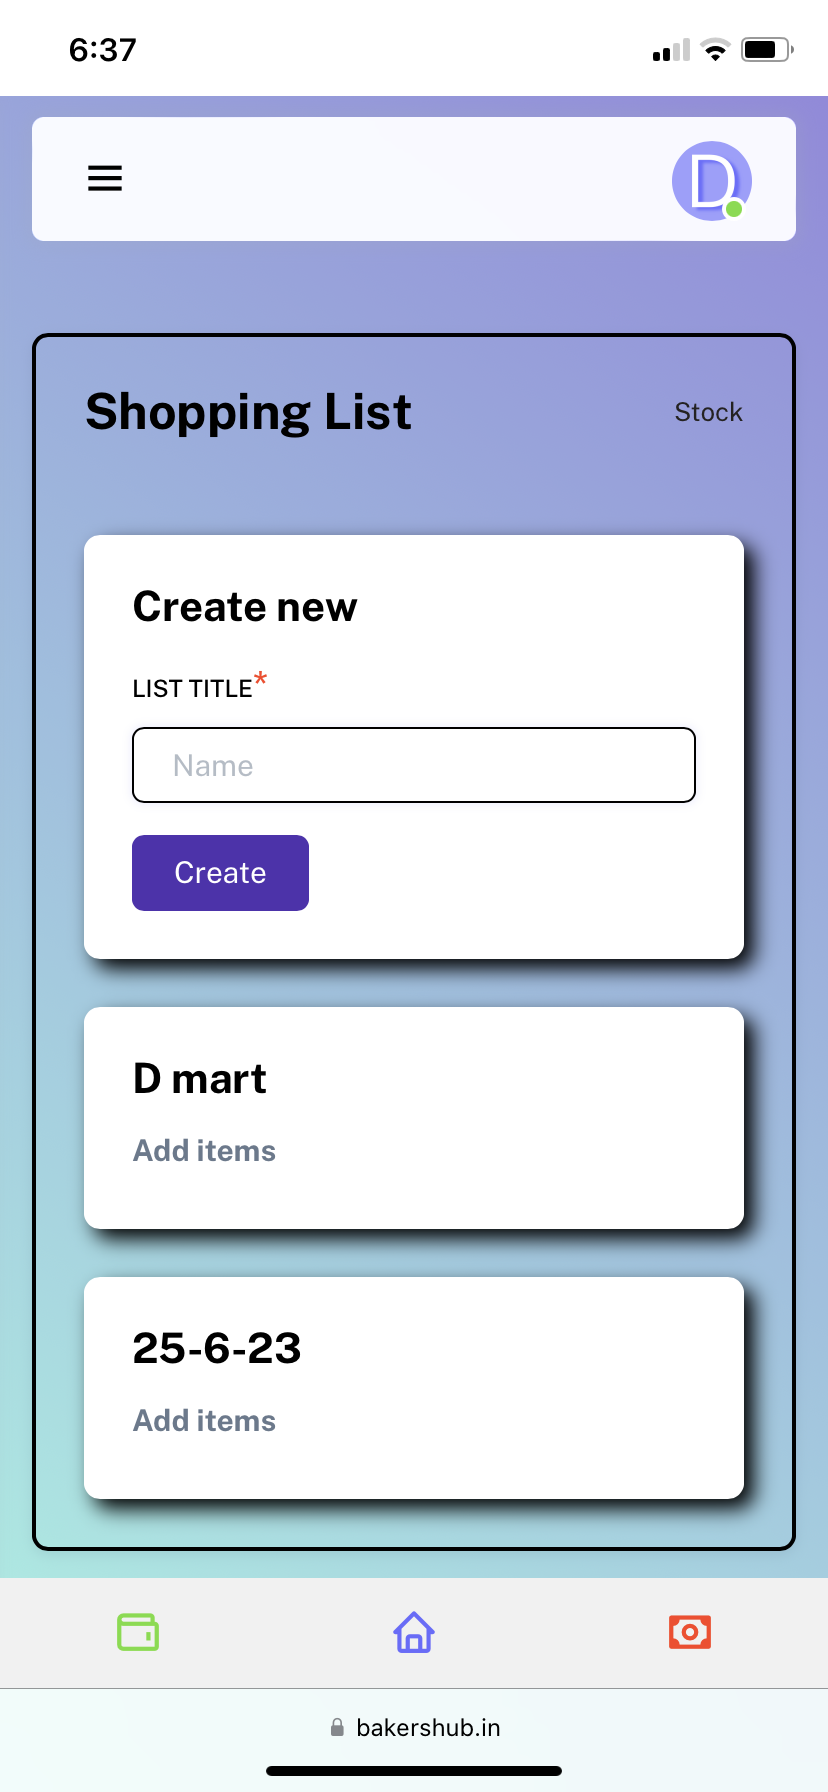 6:37
D
Shopping List
Stock
Create new
LIST TITLE*
Name
Create
D mart
Add items
25-6-23
Add items
bakershub.in